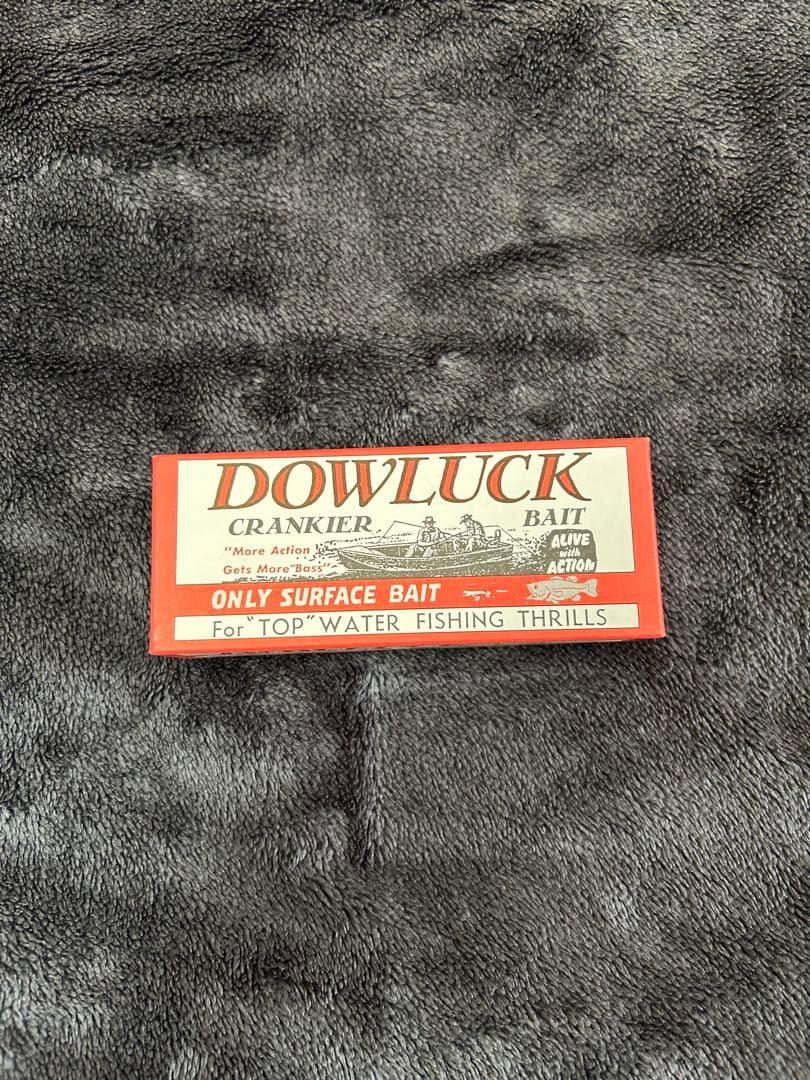 DOWLUCK
CRANKIER BAIT
"More Action
Gets More "Bass"
ALIVE
with
ACTION
ONLY SURFACE BAIT
For "TOP" WATER FISHING THRILLS